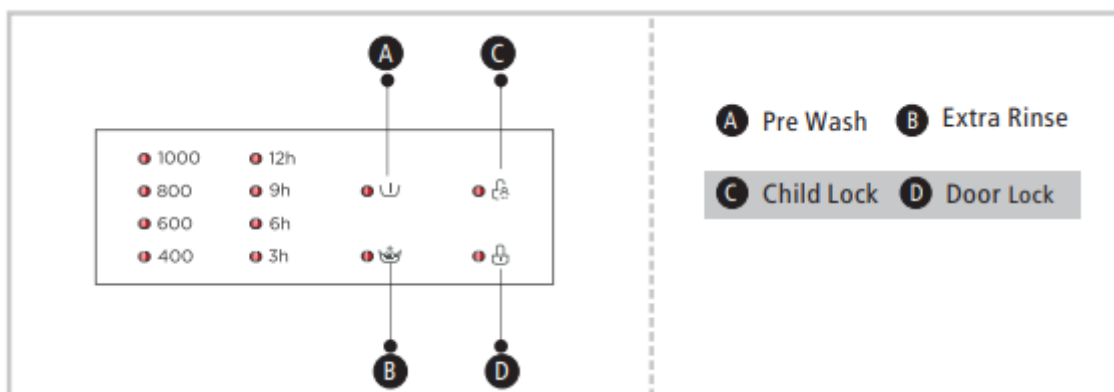 A C
1000 12h
800 9h
600 6h
400 3h
B D
A Pre Wash B Extra Rinse
C Child Lock D Door Lock